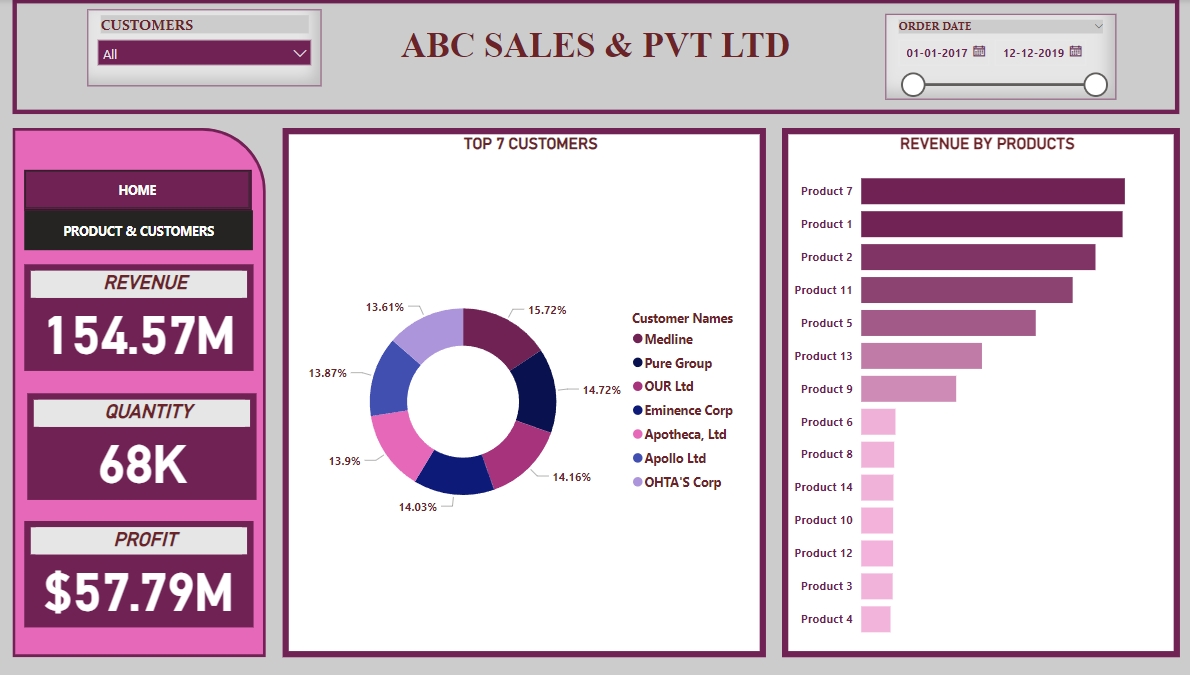 CUSTOMERS
All
ABC SALES & PVT LTD
ORDER DATE
01-01-2017
12-12-2019
HOME
PRODUCT & CUSTOMERS
REVENUE
154.57M
QUANTITY
68K
PROFIT
$57.79M
TOP 7 CUSTOMERS
13.61%
15.72%
13.87%
14.72%
13.9%
14.16%
14.03%
Customer Names
Medline
Pure Group
OUR Ltd
Eminence Corp
Apotheca, Ltd
Apollo Ltd
OHTA'S Corp
REVENUE BY PRODUCTS
Product 7
Product 1
Product 2
Product 11
Product 5
Product 13
Product 9
Product 6
Product 8
Product 14
Product 10
Product 12
Product 3
Product 4